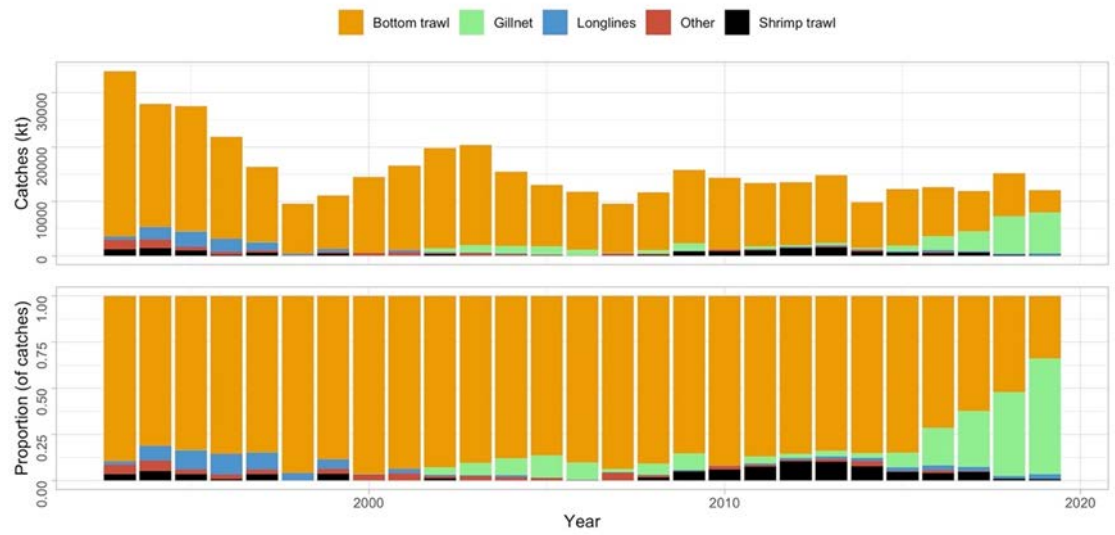 Bottom trawl Gillnet Longlines Other Shrimp trawl
Catches (kt)
30000
20000
10000
0
Proportion (of catches)
1.00
0.75
0.50
0.25
0.00
2000 2010 2020
Year